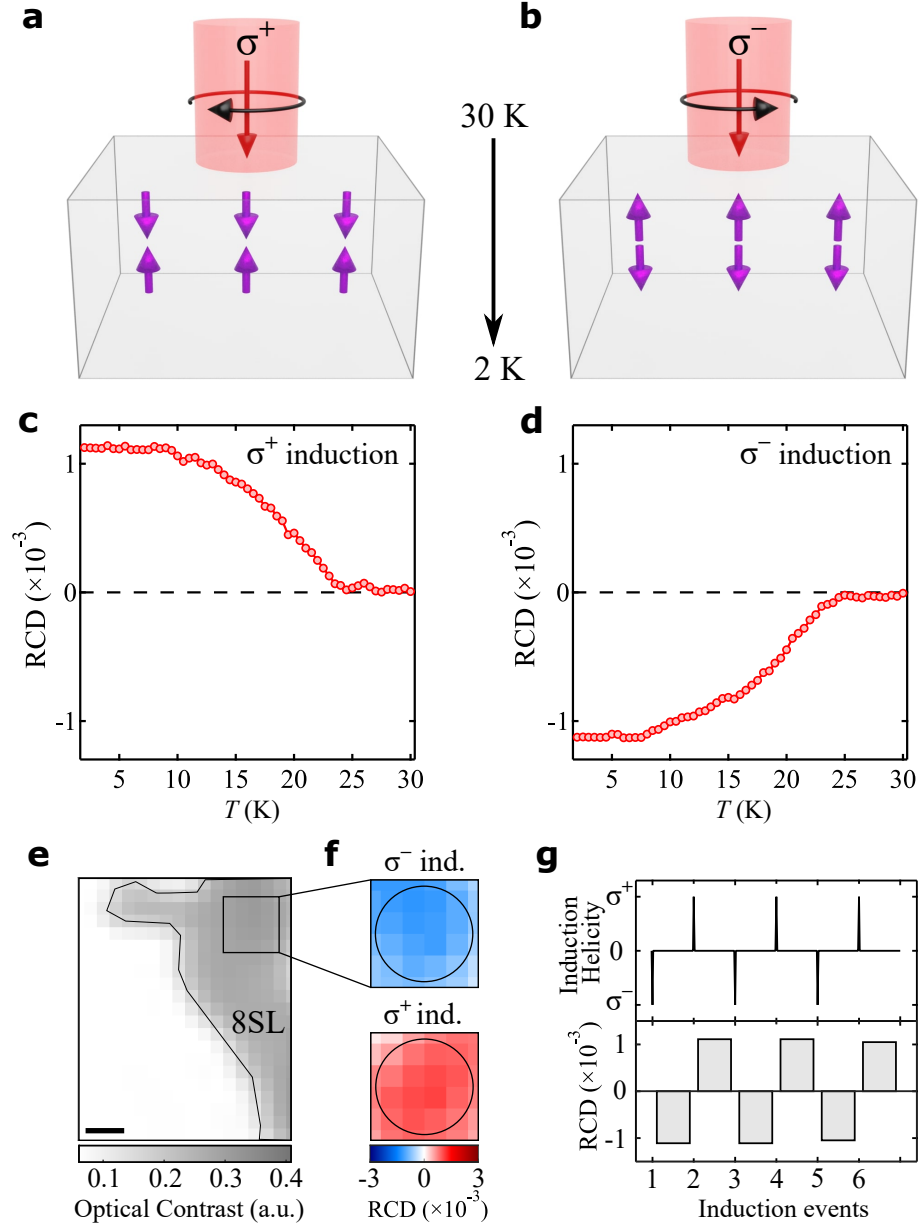 a
b
σ⁺
σ⁻
30 K
2 K
c
d
σ⁺ induction
σ⁻ induction
RCD (×10⁻³)
1
0
-1
5 10 15 20 25 30
T (K)
RCD (×10⁻³)
1
0
-1
5 10 15 20 25 30
T (K)
e
f
g
8SL
0.1 0.2 0.3 0.4
Optical Contrast (a.u.)
σ⁻ ind.
σ⁺ ind.
-3 0 3
RCD (×10⁻³)
Induction
Helicity
σ⁺
0
σ⁻
RCD (×10⁻³)
1
0
-1
1 2 3 4 5 6
Induction events